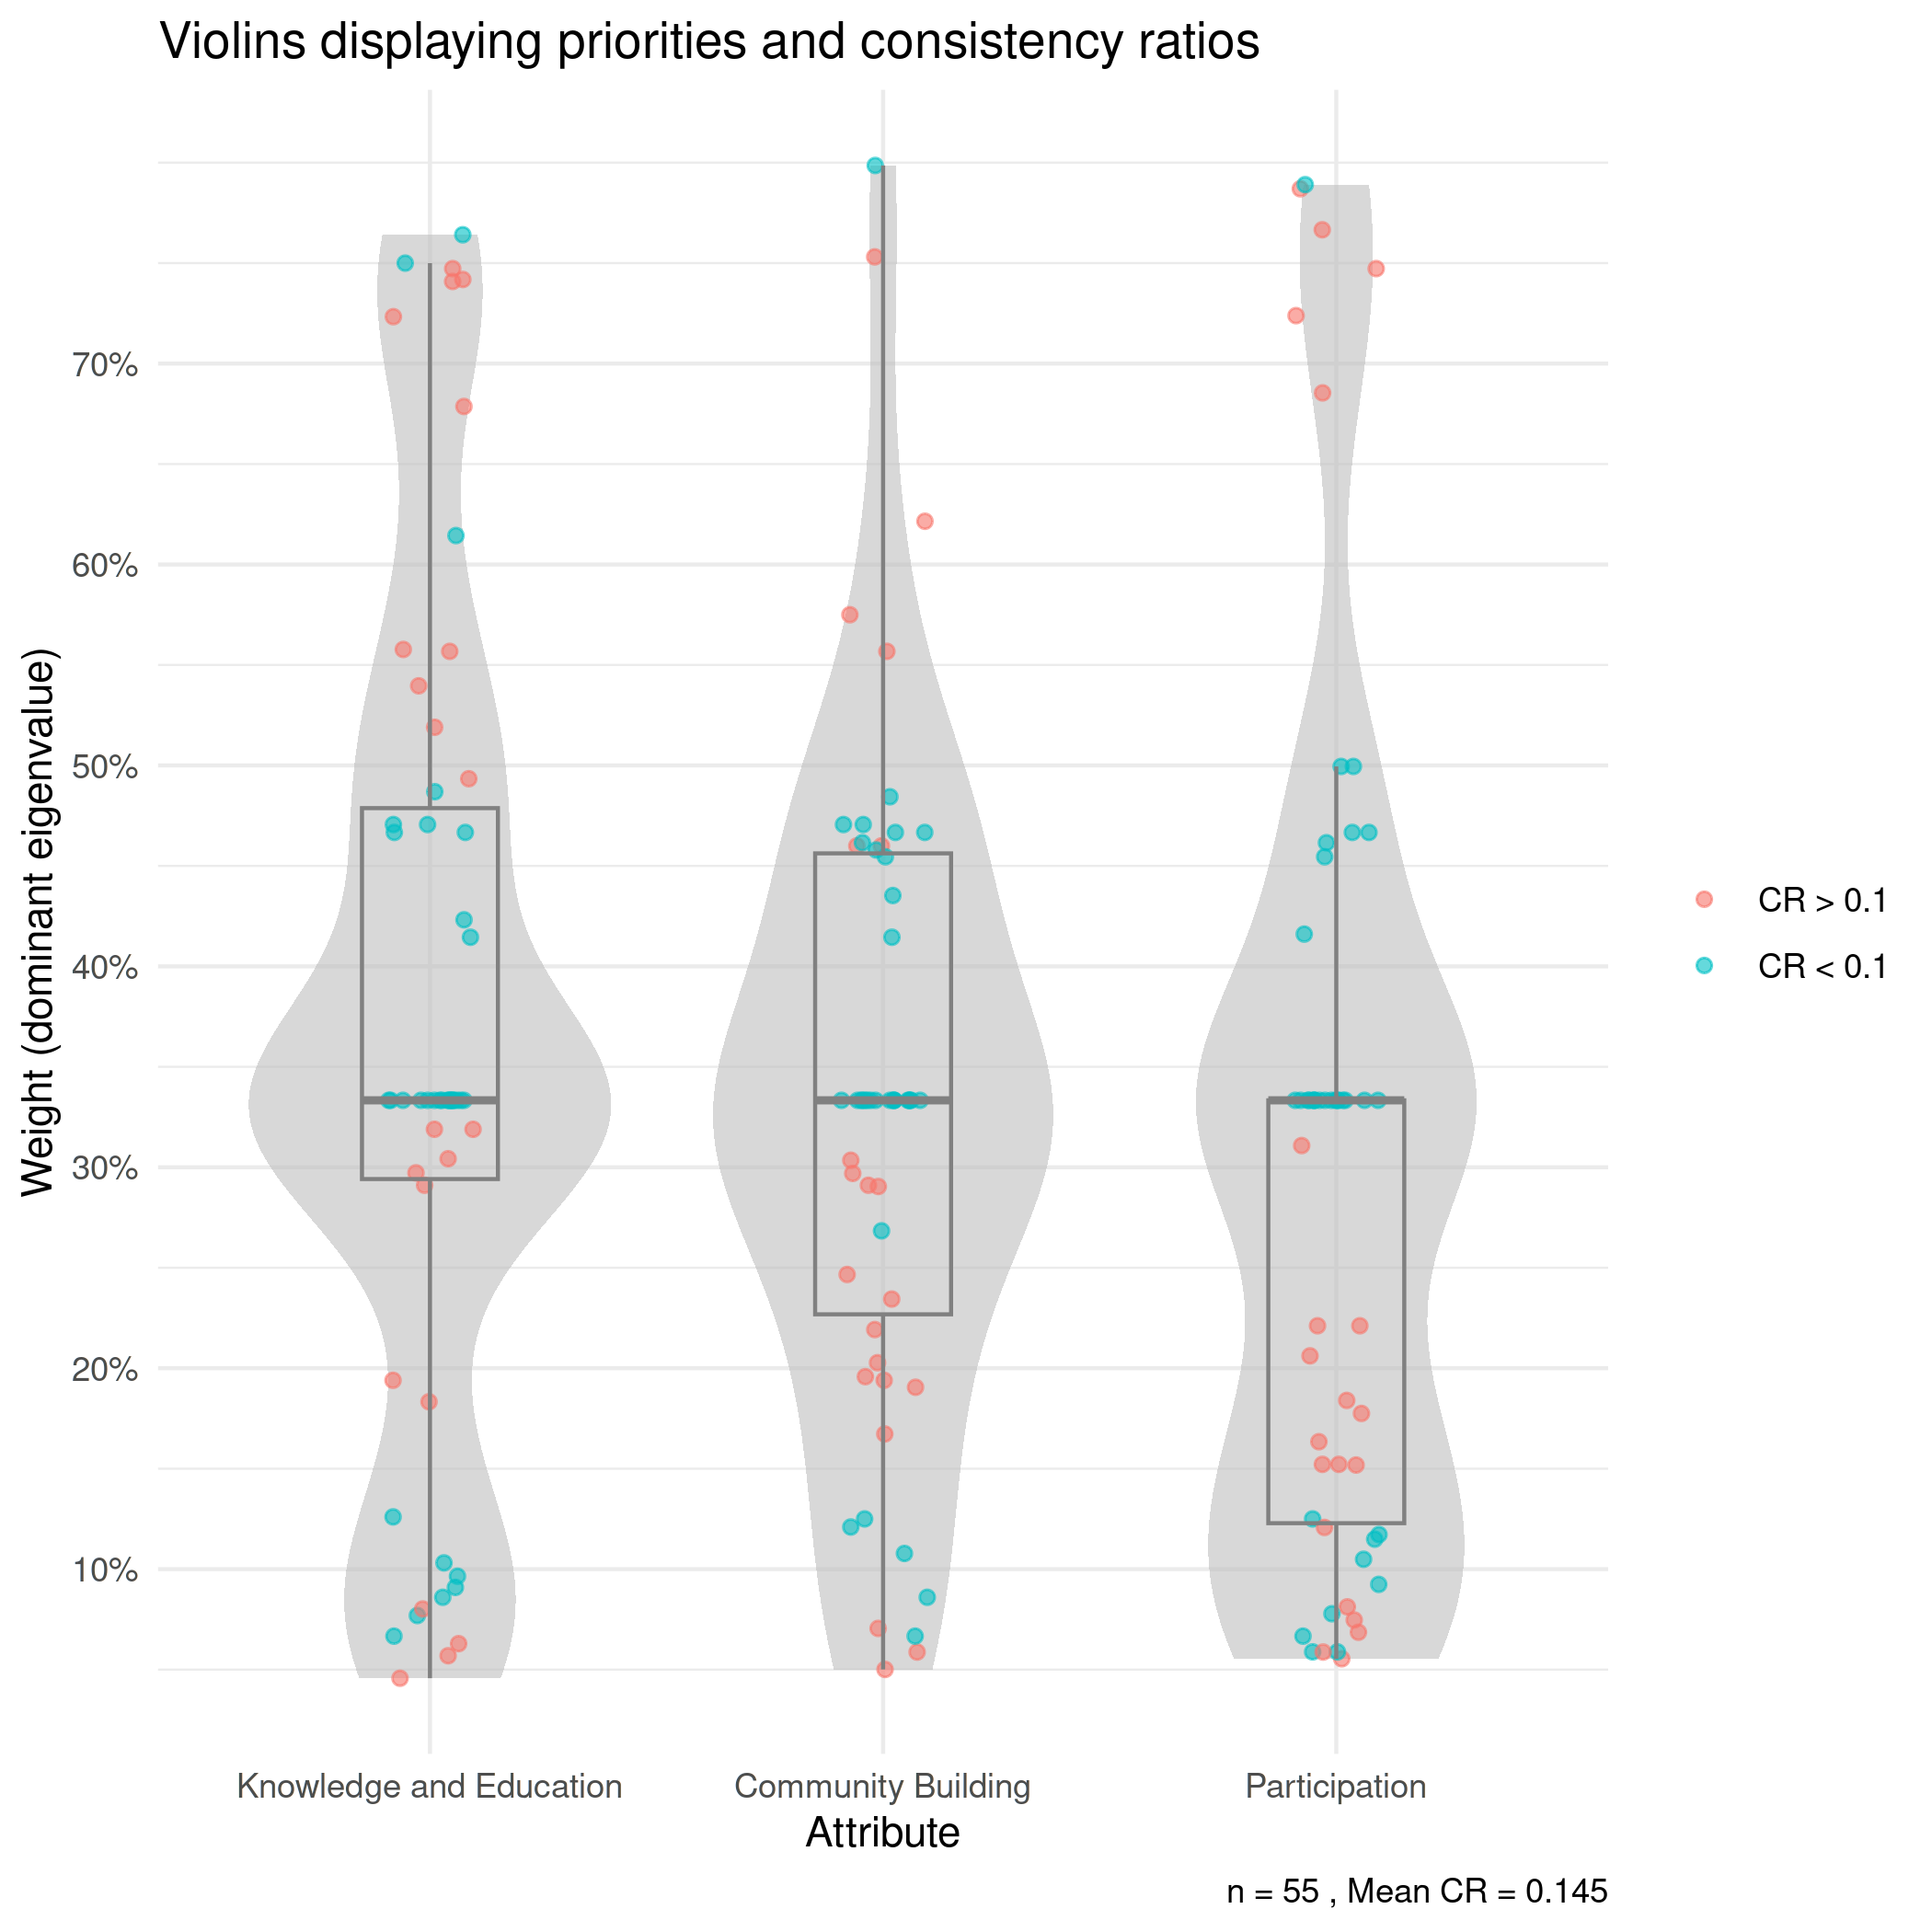 Violins displaying priorities and consistency ratios
Weight (dominant eigenvalue)
70%
60%
50%
40%
30%
20%
10%
CR > 0.1
CR < 0.1
Knowledge and Education
Community Building
Participation
Attribute
n = 55 , Mean CR = 0.145